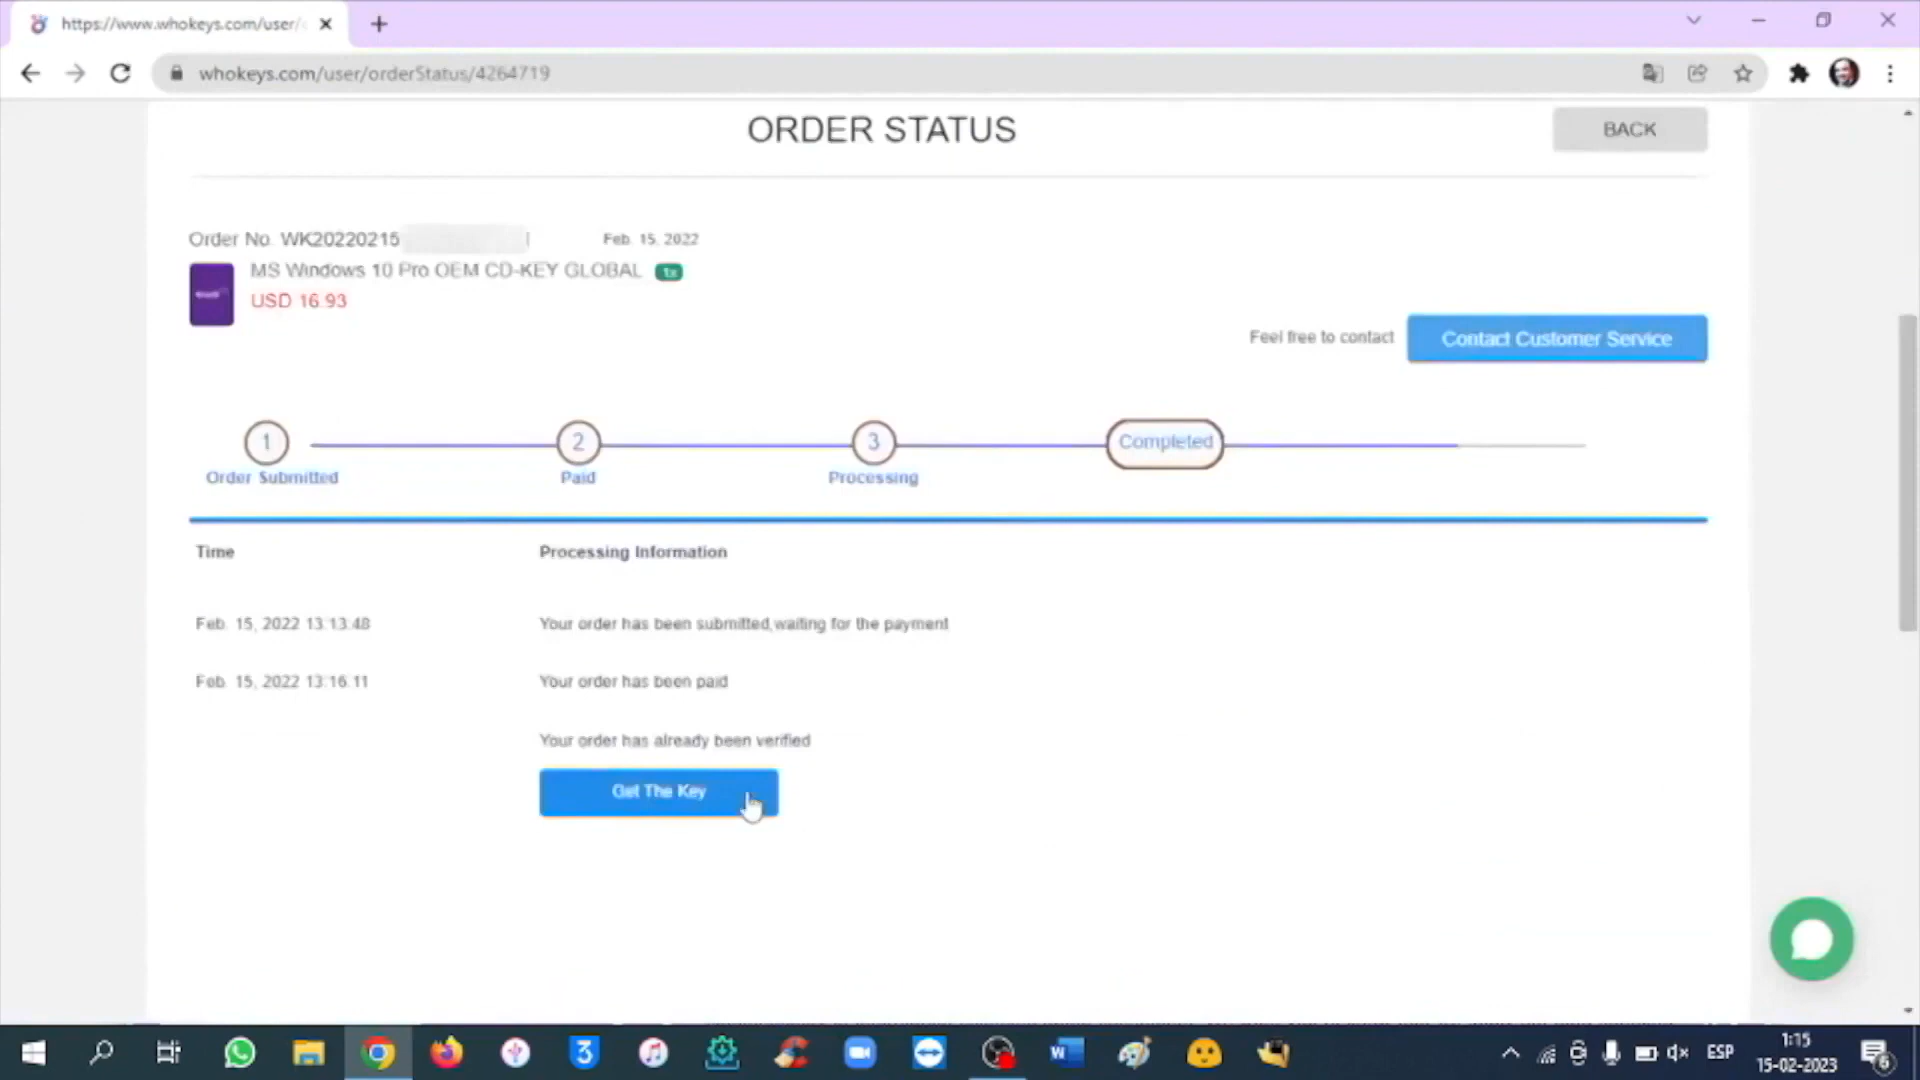 https://www.whokeys.com/user/
whokeys.com/user/orderStatus/4264719
ORDER STATUS
BACK
Order No. WK20220215
Feb. 15, 2022
MS Windows 10 Pro OEM CD-KEY GLOBAL
1x
USD 16.93
Feel free to contact
Contact Customer Service
1
2
3
Completed
Order Submitted
Paid
Processing
Time
Processing Information
Feb. 15, 2022 13:13:48
Your order has been submitted,waiting for the payment
Feb. 15, 2022 13:16:11
Your order has been paid
Your order has already been verified
Get The Key
3
W
ESP
1:15
15-02-2023
6